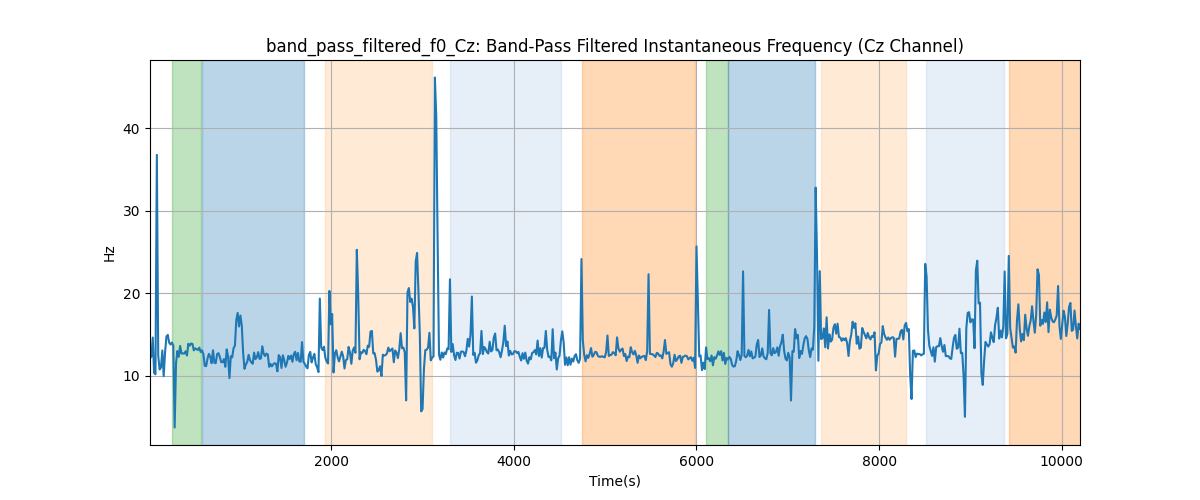 band_pass_filtered_f0_Cz: Band-Pass Filtered Instantaneous Frequency (Cz Channel)
40
30
20
10
Hz
2000 4000 6000 8000 10000
Time(s)